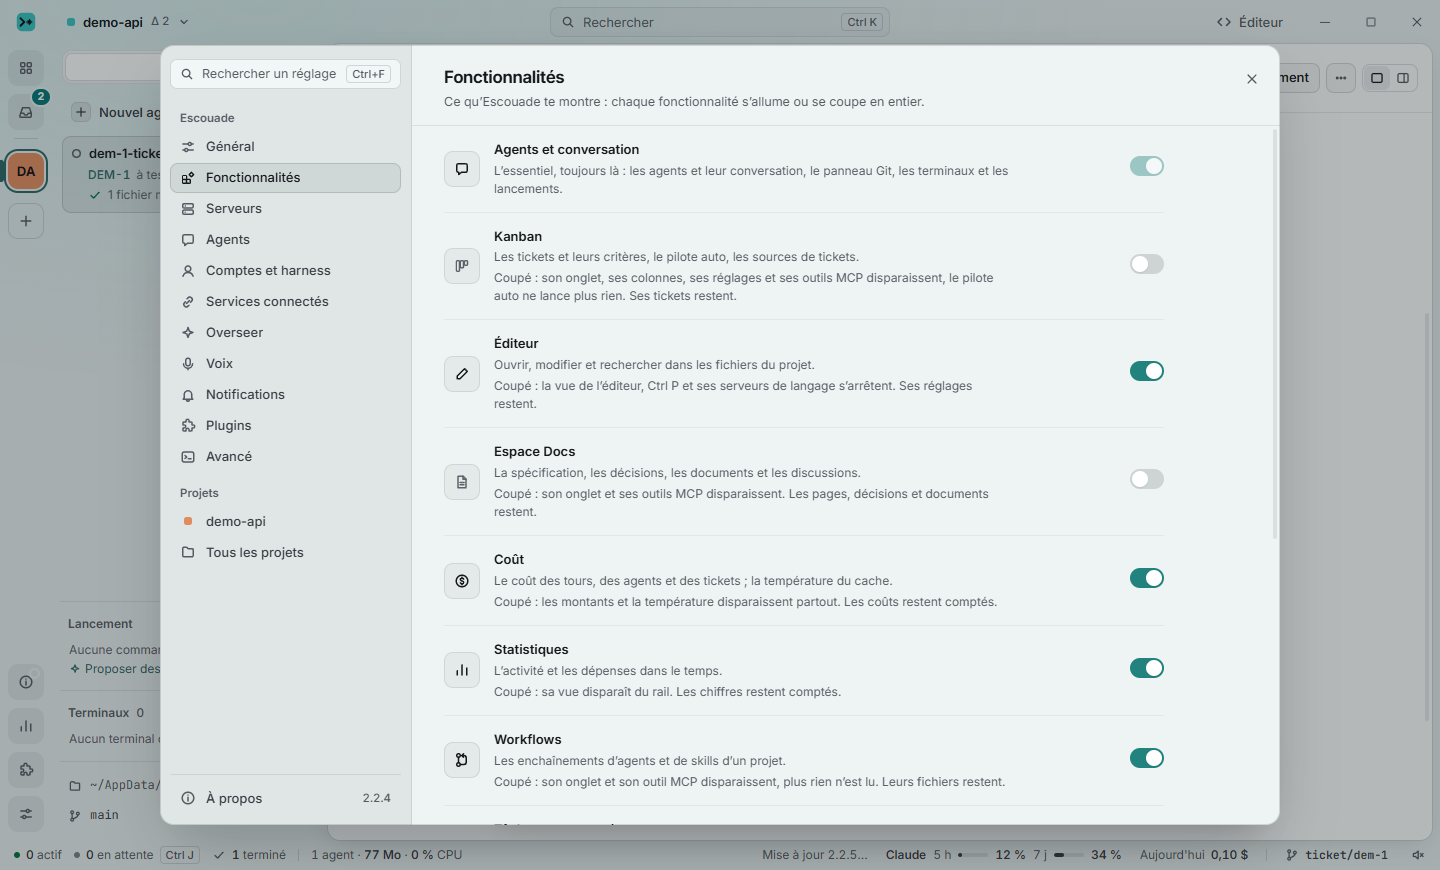 demo-api Δ 2
Rechercher Ctrl K
Éditeur
2
Nouvel ag
DA
dem-1-ticke
DEM-1 à tes
1 fichier m
ment
Lancement
Aucune comman
Proposer des
Terminaux 0
Aucun terminal
~/AppData/
main
Rechercher un réglage Ctrl+F
Escouade
Général
Fonctionnalités
Serveurs
Agents
Comptes et harness
Services connectés
Overseer
Voix
Notifications
Plugins
Avancé
Projets
demo-api
Tous les projets
À propos 2.2.4
Fonctionnalités
Ce qu’Escouade te montre : chaque fonctionnalité s’allume ou se coupe en entier.
Agents et conversation
L’essentiel, toujours là : les agents et leur conversation, le panneau Git, les terminaux et les
lancements.
Kanban
Les tickets et leurs critères, le pilote auto, les sources de tickets.
Coupé : son onglet, ses colonnes, ses réglages et ses outils MCP disparaissent, le pilote
auto ne lance plus rien. Ses tickets restent.
Éditeur
Ouvrir, modifier et rechercher dans les fichiers du projet.
Coupé : la vue de l’éditeur, Ctrl P et ses serveurs de langage s’arrêtent. Ses réglages
restent.
Espace Docs
La spécification, les décisions, les documents et les discussions.
Coupé : son onglet et ses outils MCP disparaissent. Les pages, décisions et documents
restent.
Coût
Le coût des tours, des agents et des tickets ; la température du cache.
Coupé : les montants et la température disparaissent partout. Les coûts restent comptés.
Statistiques
L’activité et les dépenses dans le temps.
Coupé : sa vue disparaît du rail. Les chiffres restent comptés.
Workflows
Les enchaînements d’agents et de skills d’un projet.
Coupé : son onglet et son outil MCP disparaissent, plus rien n’est lu. Leurs fichiers restent.
0 actif 0 en attente Ctrl J 1 terminé 1 agent · 77 Mo · 0 % CPU Mise à jour 2.2.5... Claude 5 h 12 % 7 j 34 % Aujourd'hui 0,10 $ ticket/dem-1